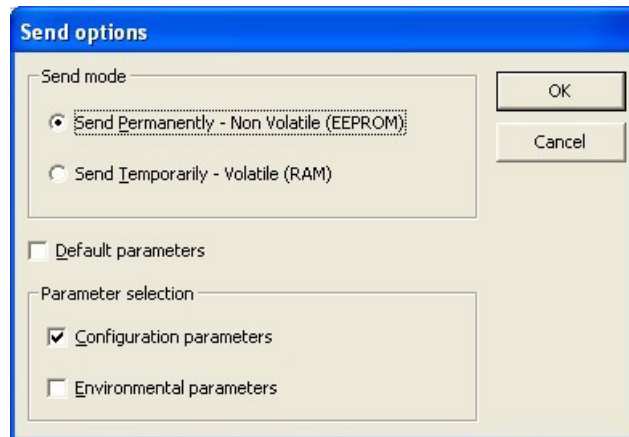 Send options
Send mode
Send Permanently - Non Volatile (EEPROM)
Send Temporarily - Volatile (RAM)
OK
Cancel
Default parameters
Parameter selection
Configuration parameters
Environmental parameters